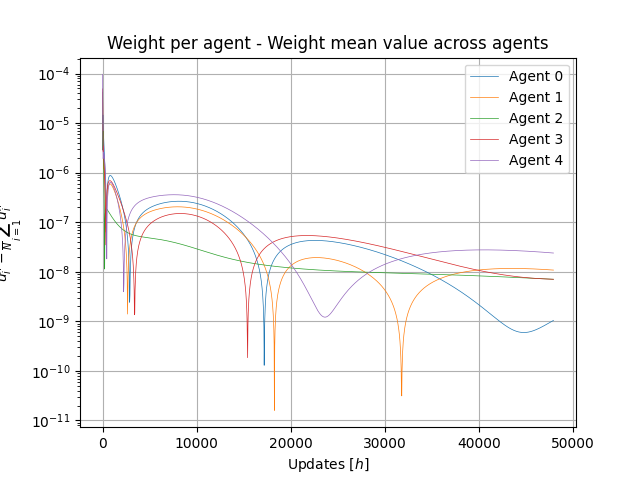 Weight per agent - Weight mean value across agents
10⁻⁴
10⁻⁵
10⁻⁶
10⁻⁷
10⁻⁸
10⁻⁹
10⁻¹⁰
10⁻¹¹
Agent 0
Agent 1
Agent 2
Agent 3
Agent 4
0 10000 20000 30000 40000 50000
Updates [h]